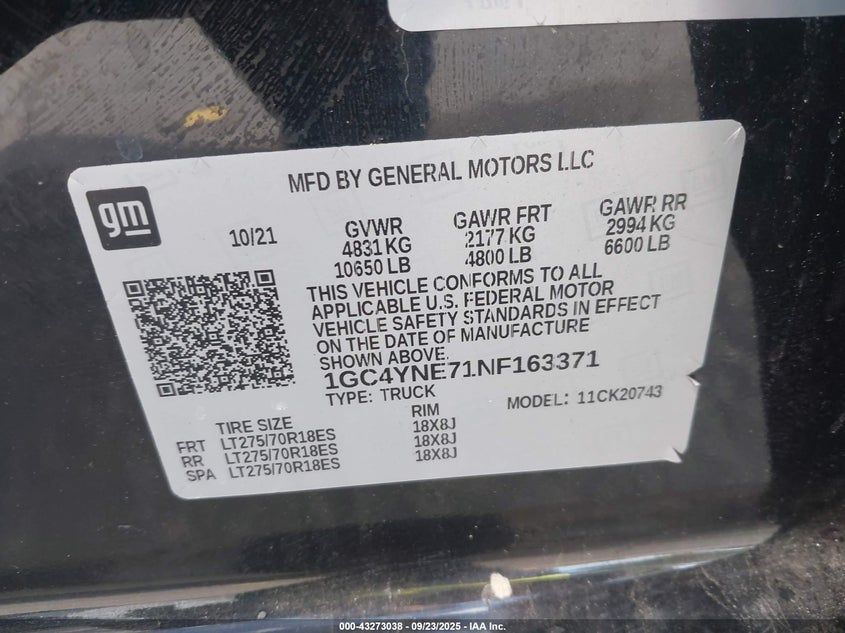 MFD BY GENERAL MOTORS LLC
gm
10/21
GVWR
4831 KG
10650 LB
GAWR FRT
2177 KG
4800 LB
GAWR RR
2994 KG
6600 LB
THIS VEHICLE CONFORMS TO ALL
APPLICABLE U.S. FEDERAL MOTOR
VEHICLE SAFETY STANDARDS IN EFFECT
ON THE DATE OF MANUFACTURE
SHOWN ABOVE.
1GC4YNE71NF163371
TYPE: TRUCK
MODEL: 11CK20743
TIRE SIZE RIM
FRT LT275/70R18ES 18X8J
RR LT275/70R18ES 18X8J
SPA LT275/70R18ES 18X8J
000-43273038 - 09/23/2025 - IAA Inc.